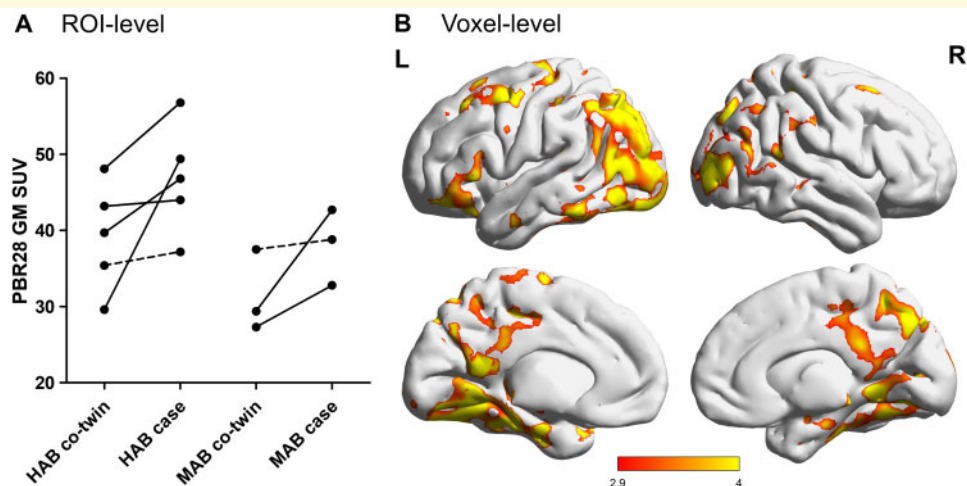 A ROI-level
B Voxel-level
L
R
PBR28 GM SUV
60
50
40
30
20
HAB co-twin
HAB case
MAB co-twin
MAB case
2.9
4